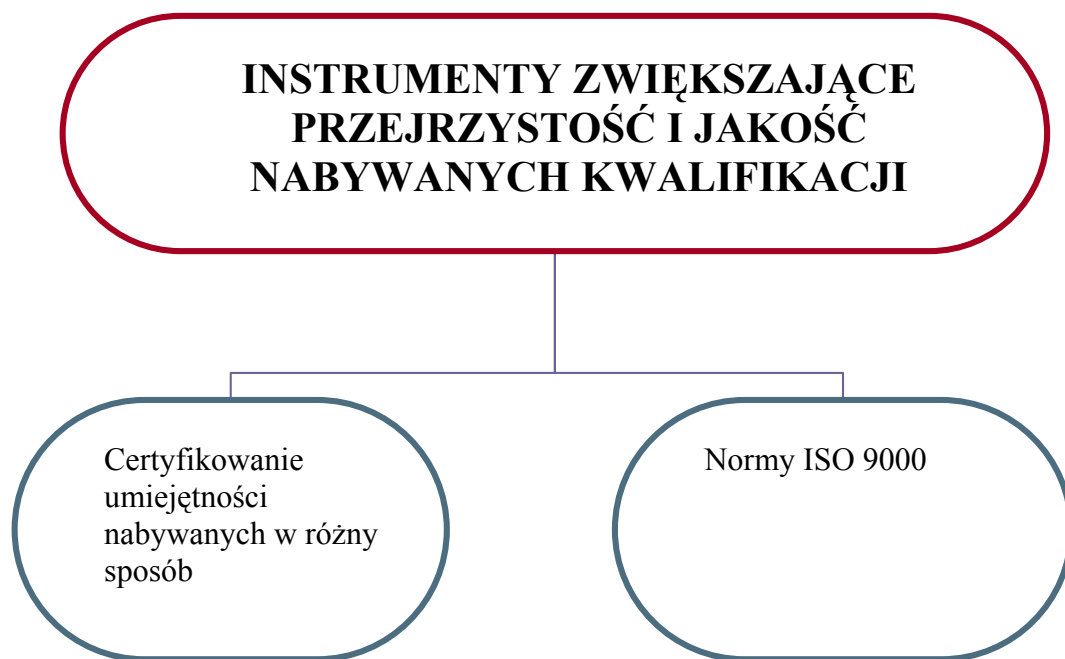 INSTRUMENTY ZWIĘKSZAJĄCE
PRZEJRZYSTOŚĆ I JAKOŚĆ
NABYWANYCH KWALIFIKACJI
Certyfikowanie
umiejętności
nabywanych w różny
sposób
Normy ISO 9000